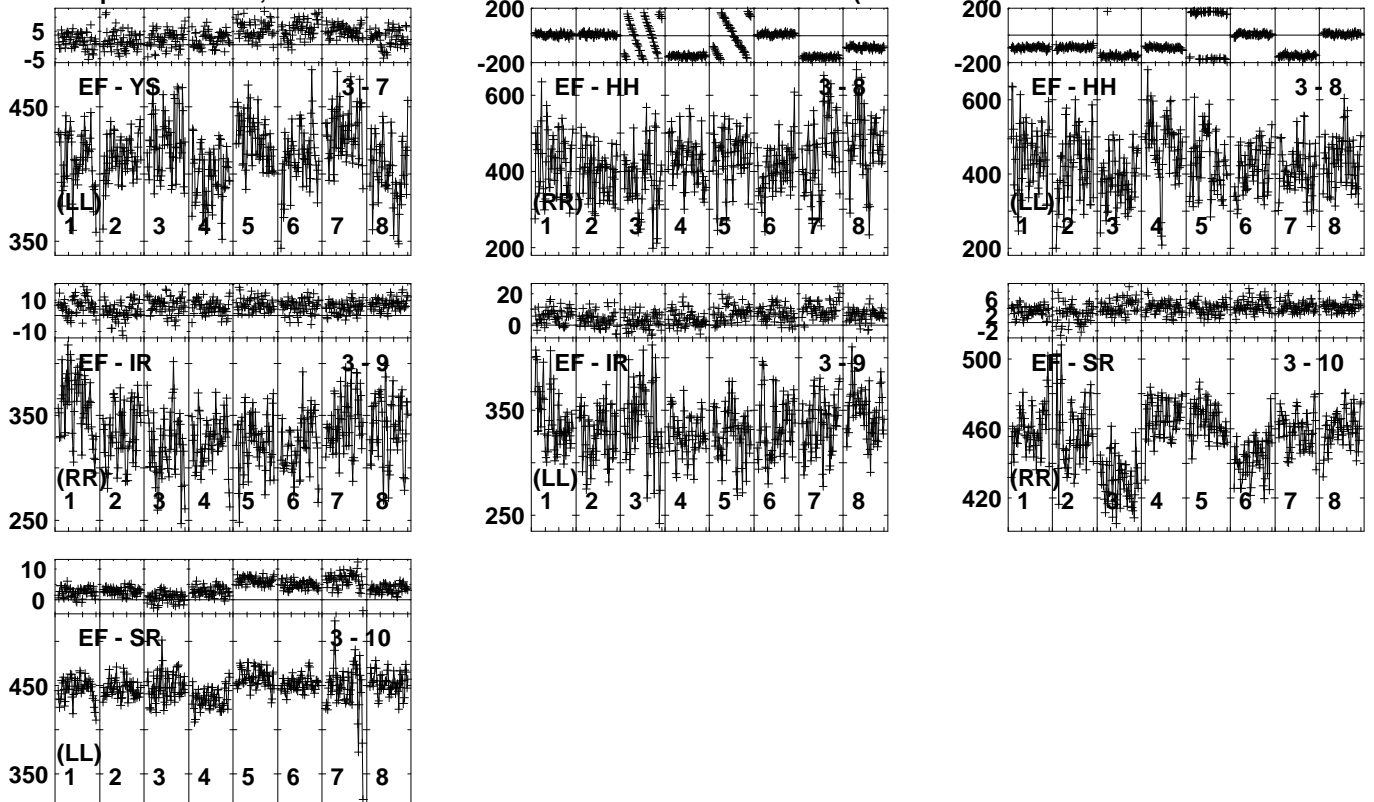 5
-5
EF - YS 3 - 7
450
(LL)
1 2 3 4 5 6 7 8
350
200
-200
EF - HH 3 - 8
600
400
(RR)
1 2 3 4 5 6 7 8
200
200
-200
EF - HH 3 - 8
600
400
(LL)
1 2 3 4 5 6 7 8
200
10
-10
EF - IR 3 - 9
350
(RR)
1 2 3 4 5 6 7 8
250
20
0
EF - IR 3 - 9
350
(LL)
1 2 3 4 5 6 7 8
250
6
2
-2
EF - SR 3 - 10
500
460
(RR)
1 2 3 4 5 6 7 8
420
10
0
EF - SR 3 - 10
450
(LL)
1 2 3 4 5 6 7 8
350